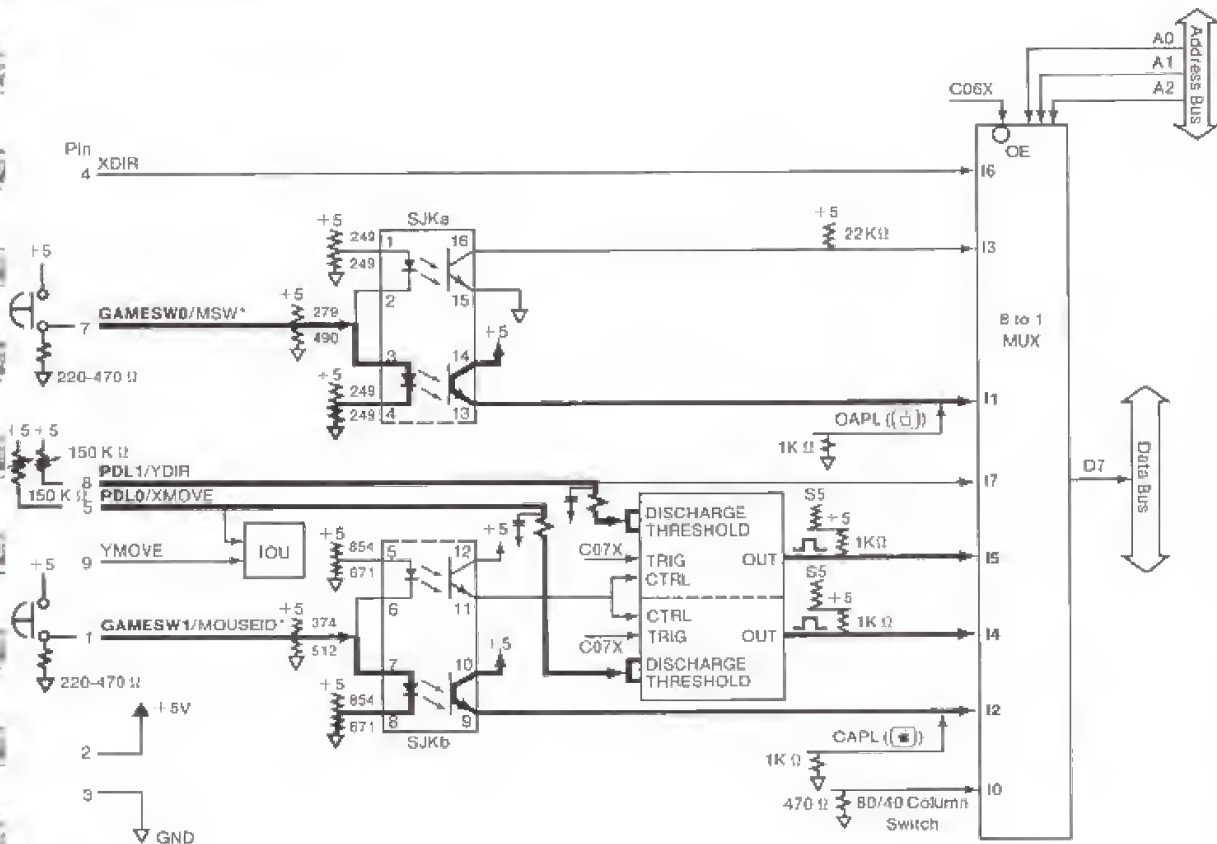 A0
A1
A2
Address Bus
C06X
OE
Pin
4 XDIR
I6
SJKa
+5
249
249
1
16
2
15
+5
22KΩ
I3
+5
7 GAMESW0/MSW*
+5
279
490
220-470 Ω
8 to 1
MUX
3
14
+5
+5
249
249
4
13
I1
OAPL
1KΩ
+5 +5
150 K Ω
8 PDL1/YDIR
I7
D7
Data Bus
150 K Ω
5 PDL0/XMOVE
DISCHARGE
THRESHOLD
C07X
TRIG
CTRL
OUT
S5
+5
1KΩ
I5
YMOVE
9
IOU
+5
854
671
5
12
+5
6
11
CTRL
TRIG
C07X
OUT
S5
+5
1KΩ
I4
DISCHARGE
THRESHOLD
+5
1 GAMESW1/MOUSEID*
+5
374
512
220-470 Ω
7
10
+5
+5
854
671
8
9
SJKb
I2
CAPL
1K Ω
+5V
2
3
GND
I0
470 Ω
80/40 Column
Switch